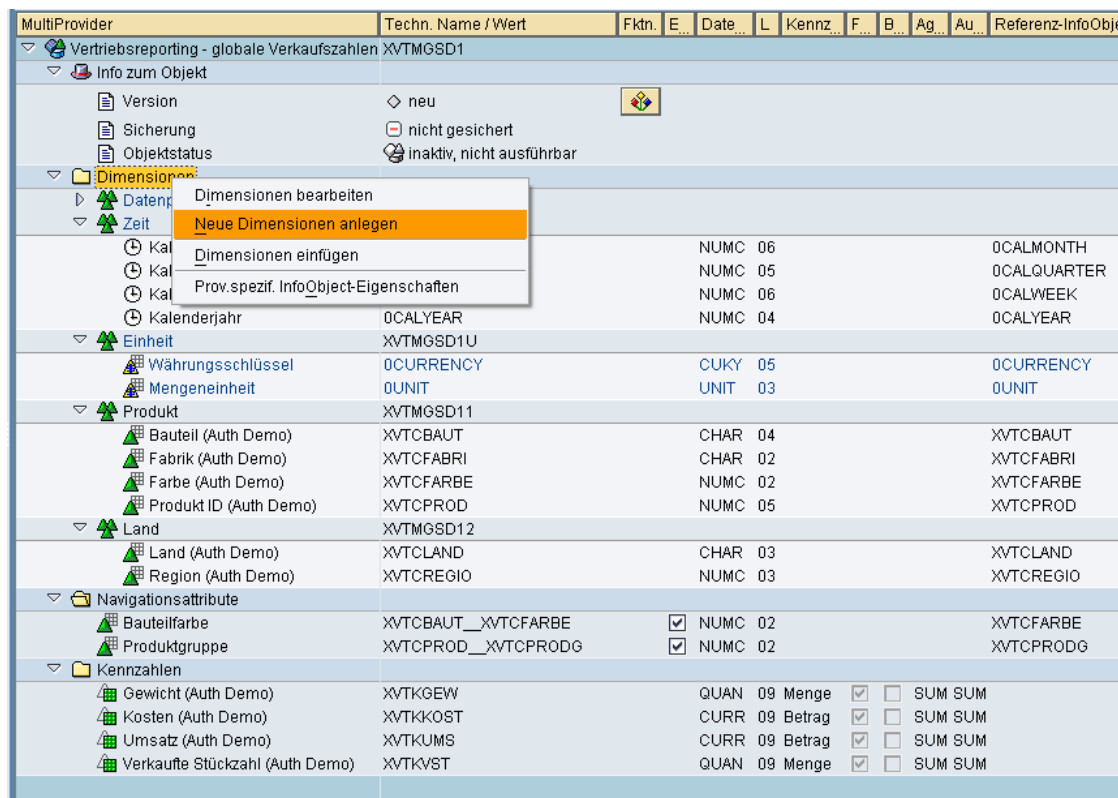 MultiProvider Techn. Name / Wert Fktn. E... Date... L Kennz... F... B... Ag... Au... Referenz-InfoObje
Vertriebsreporting - globale Verkaufszahlen XVTMGSD1
Info zum Objekt
Version neu
Sicherung nicht gesichert
Objektstatus inaktiv, nicht ausführbar
Dimensionen
Dimensionen bearbeiten
Datenp
Zeit Neue Dimensionen anlegen
Kal NUMC 06 0CALMONTH
Dimensionen einfügen
Kal NUMC 05 0CALQUARTER
Prov.spezif. InfoObject-Eigenschaften
Kal NUMC 06 0CALWEEK
Kalenderjahr 0CALYEAR NUMC 04 0CALYEAR
Einheit XVTMGSD1U
Währungsschlüssel 0CURRENCY CUKY 05 0CURRENCY
Mengeneinheit 0UNIT UNIT 03 0UNIT
Produkt XVTMGSD11
Bauteil (Auth Demo) XVTCBAUT CHAR 04 XVTCBAUT
Fabrik (Auth Demo) XVTCFABRI CHAR 02 XVTCFABRI
Farbe (Auth Demo) XVTCFARBE NUMC 02 XVTCFARBE
Produkt ID (Auth Demo) XVTCPROD NUMC 05 XVTCPROD
Land XVTMGSD12
Land (Auth Demo) XVTCLAND CHAR 03 XVTCLAND
Region (Auth Demo) XVTCREGIO NUMC 03 XVTCREGIO
Navigationsattribute
Bauteilfarbe XVTCBAUT__XVTCFARBE NUMC 02 XVTCFARBE
Produktgruppe XVTCPROD__XVTCPRODG NUMC 02 XVTCPRODG
Kennzahlen
Gewicht (Auth Demo) XVTKGEW QUAN 09 Menge SUM SUM
Kosten (Auth Demo) XVTKKOST CURR 09 Betrag SUM SUM
Umsatz (Auth Demo) XVTKUMS CURR 09 Betrag SUM SUM
Verkaufte Stückzahl (Auth Demo) XVTKVST QUAN 09 Menge SUM SUM